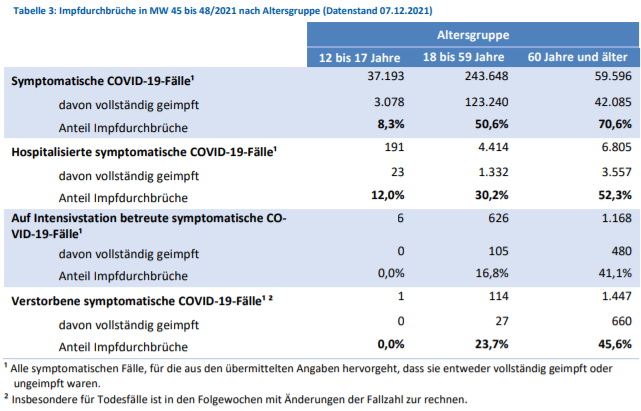 Tabelle 3: Impfdurchbrüche in MW 45 bis 48/2021 nach Altersgruppe (Datenstand 07.12.2021)
Altersgruppe
12 bis 17 Jahre 18 bis 59 Jahre 60 Jahre und älter
Symptomatische COVID-19-Fälle¹ 37.193 243.648 59.596
davon vollständig geimpft 3.078 123.240 42.085
Anteil Impfdurchbrüche 8,3% 50,6% 70,6%
Hospitalisierte symptomatische COVID-19-Fälle¹ 191 4.414 6.805
davon vollständig geimpft 23 1.332 3.557
Anteil Impfdurchbrüche 12,0% 30,2% 52,3%
Auf Intensivstation betreute symptomatische CO- 6 626 1.168
VID-19-Fälle¹
davon vollständig geimpft 0 105 480
Anteil Impfdurchbrüche 0,0% 16,8% 41,1%
Verstorbene symptomatische COVID-19-Fälle¹ ² 1 114 1.447
davon vollständig geimpft 0 27 660
Anteil Impfdurchbrüche 0,0% 23,7% 45,6%
¹ Alle symptomatischen Fälle, für die aus den übermittelten Angaben hervorgeht, dass sie entweder vollständig geimpft oder
ungeimpft waren.
² Insbesondere für Todesfälle ist in den Folgewochen mit Änderungen der Fallzahl zu rechnen.